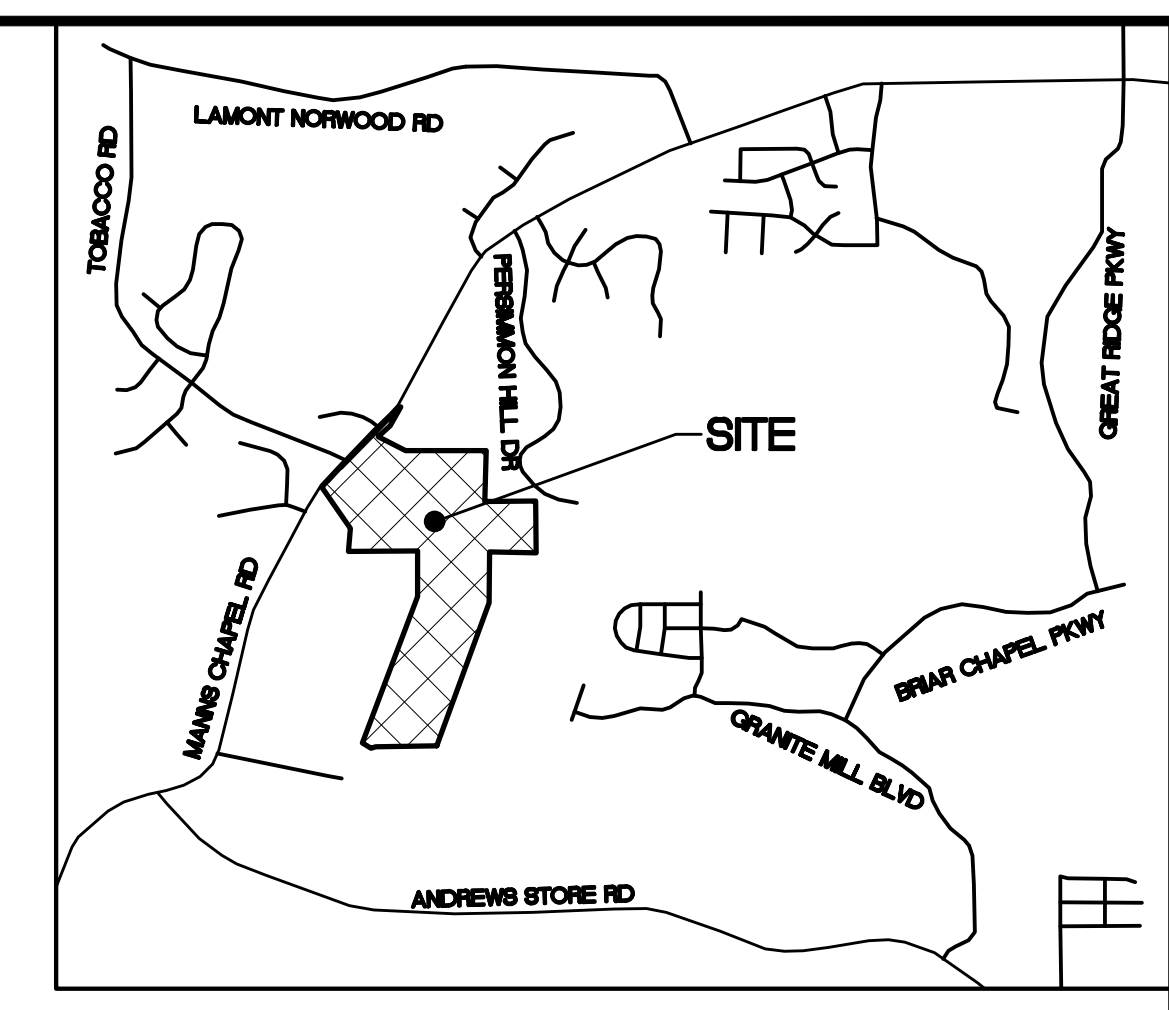 LAMONT NORWOOD RD
TOBACCO RD
PERSIMMON HILL DR
GREAT RIDGE PKWY
SITE
MANNS CHAPEL RD
BRIAR CHAPEL PKWY
GRANITE MILL BLVD
ANDREWS STORE RD